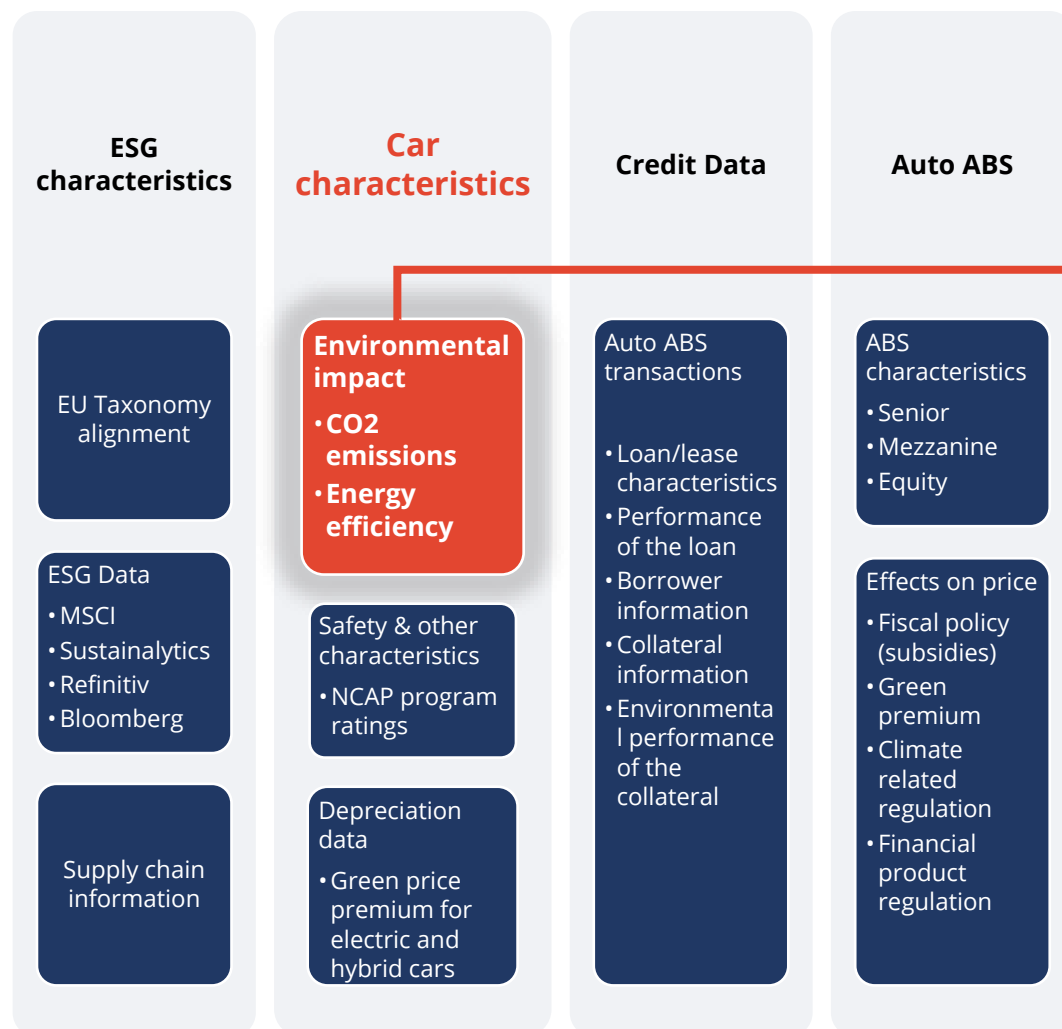 ESG
characteristics
EU Taxonomy
alignment
ESG Data
•MSCI
•Sustainalytics
•Refinitiv
•Bloomberg
Supply chain
information
Car
characteristics
Environmental
impact
•CO2
emissions
•Energy
efficiency
Safety & other
characteristics
•NCAP program
ratings
Depreciation
data
•Green price
premium for
electric and
hybrid cars
Credit Data
Auto ABS
transactions
•Loan/lease
characteristics
•Performance
of the loan
•Borrower
information
•Collateral
information
•Environmenta
l performance
of the
collateral
Auto ABS
ABS
characteristics
•Senior
•Mezzanine
•Equity
Effects on price
•Fiscal policy
(subsidies)
•Green
premium
•Climate
related
regulation
•Financial
product
regulation